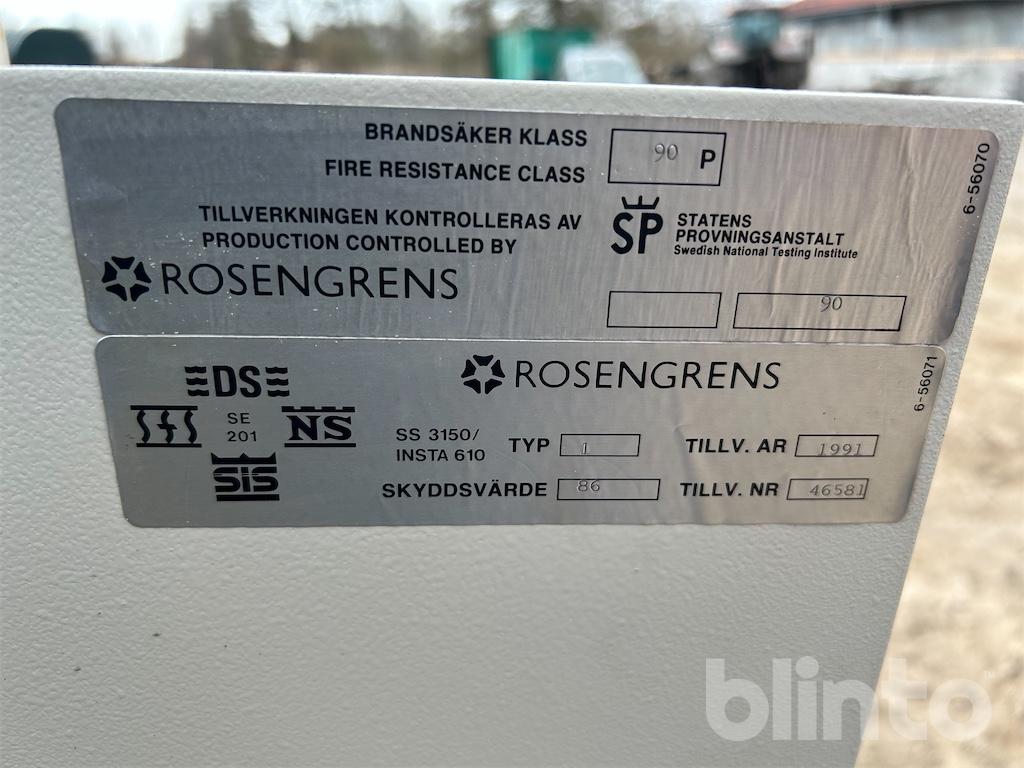 BRANDSÄKER KLASS
FIRE RESISTANCE CLASS
90 P
TILLVERKNINGEN KONTROLLERAS AV
PRODUCTION CONTROLLED BY
SP
STATENS
PROVNINGSANSTALT
Swedish National Testing Institute
ROSENGRENS
90
6-56070
DS
SFS
SE
201
NS
SIS
ROSENGRENS
SS 3150/
INSTA 610
TYP 1
TILLV. AR 1991
SKYDDSVÄRDE 86
TILLV. NR 46581
6-56071
blinto™